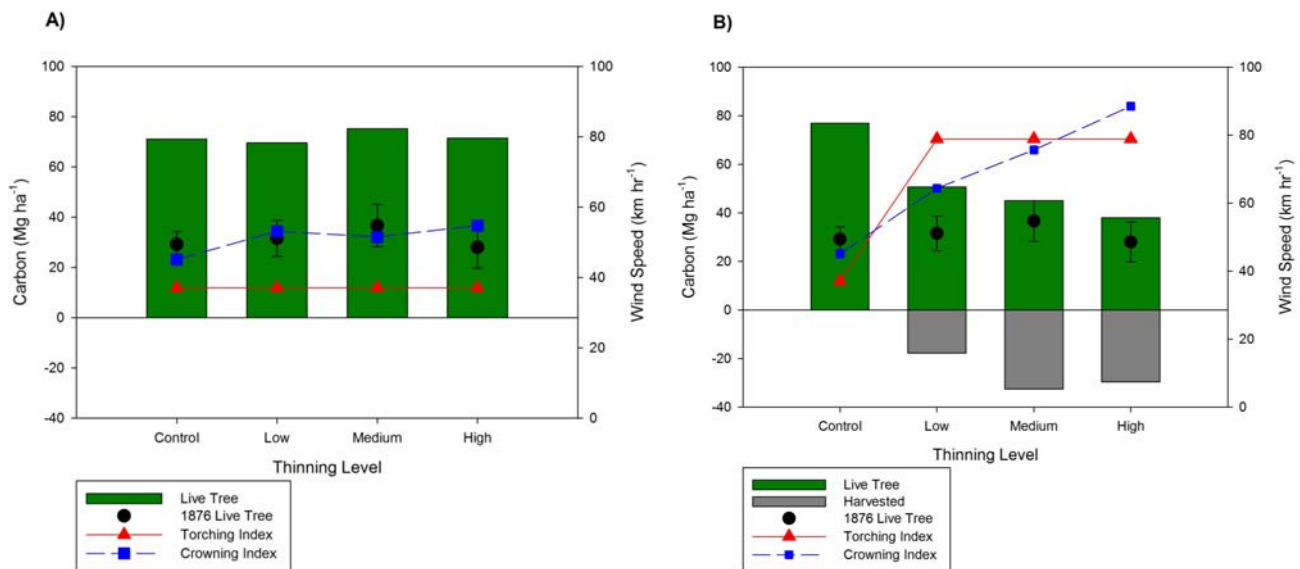 A)
100
80
60
40
20
0
-20
-40
Carbon (Mg ha⁻¹)
100
80
60
40
20
0
Wind Speed (km hr⁻¹)
Control Low Medium High
Thinning Level
Live Tree
1876 Live Tree
Torching Index
Crowning Index
B)
100
80
60
40
20
0
-20
-40
Carbon (Mg ha⁻¹)
100
80
60
40
20
0
Wind Speed (km hr⁻¹)
Control Low Medium High
Thinning Level
Live Tree
Harvested
1876 Live Tree
Torching Index
Crowning Index